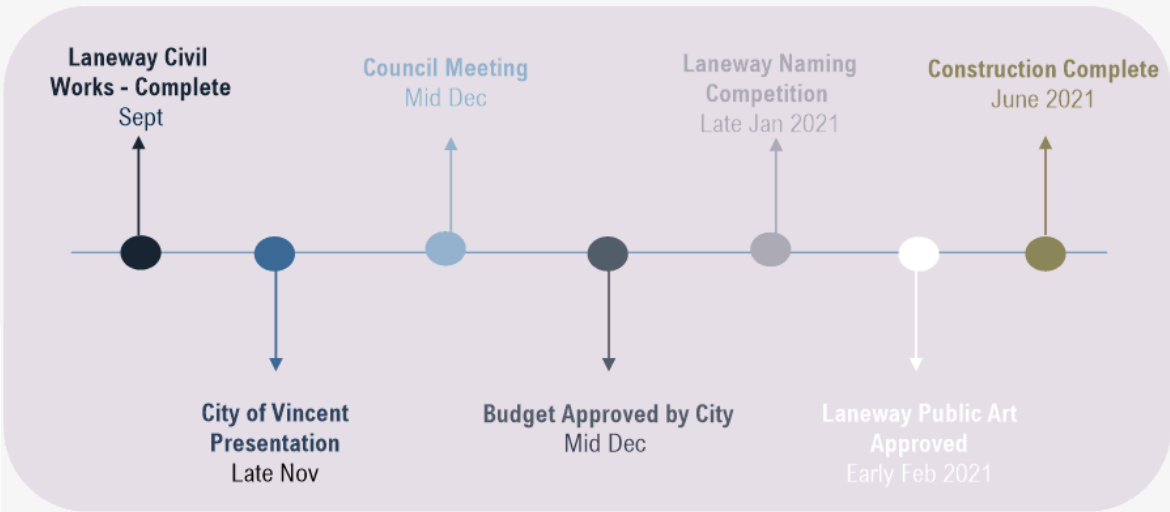 Laneway Civil
Works - Complete
Sept
Council Meeting
Mid Dec
Laneway Naming
Competition
Late Jan 2021
Construction Complete
June 2021
City of Vincent
Presentation
Late Nov
Budget Approved by City
Mid Dec
Laneway Public Art
Approved
Early Feb 2021